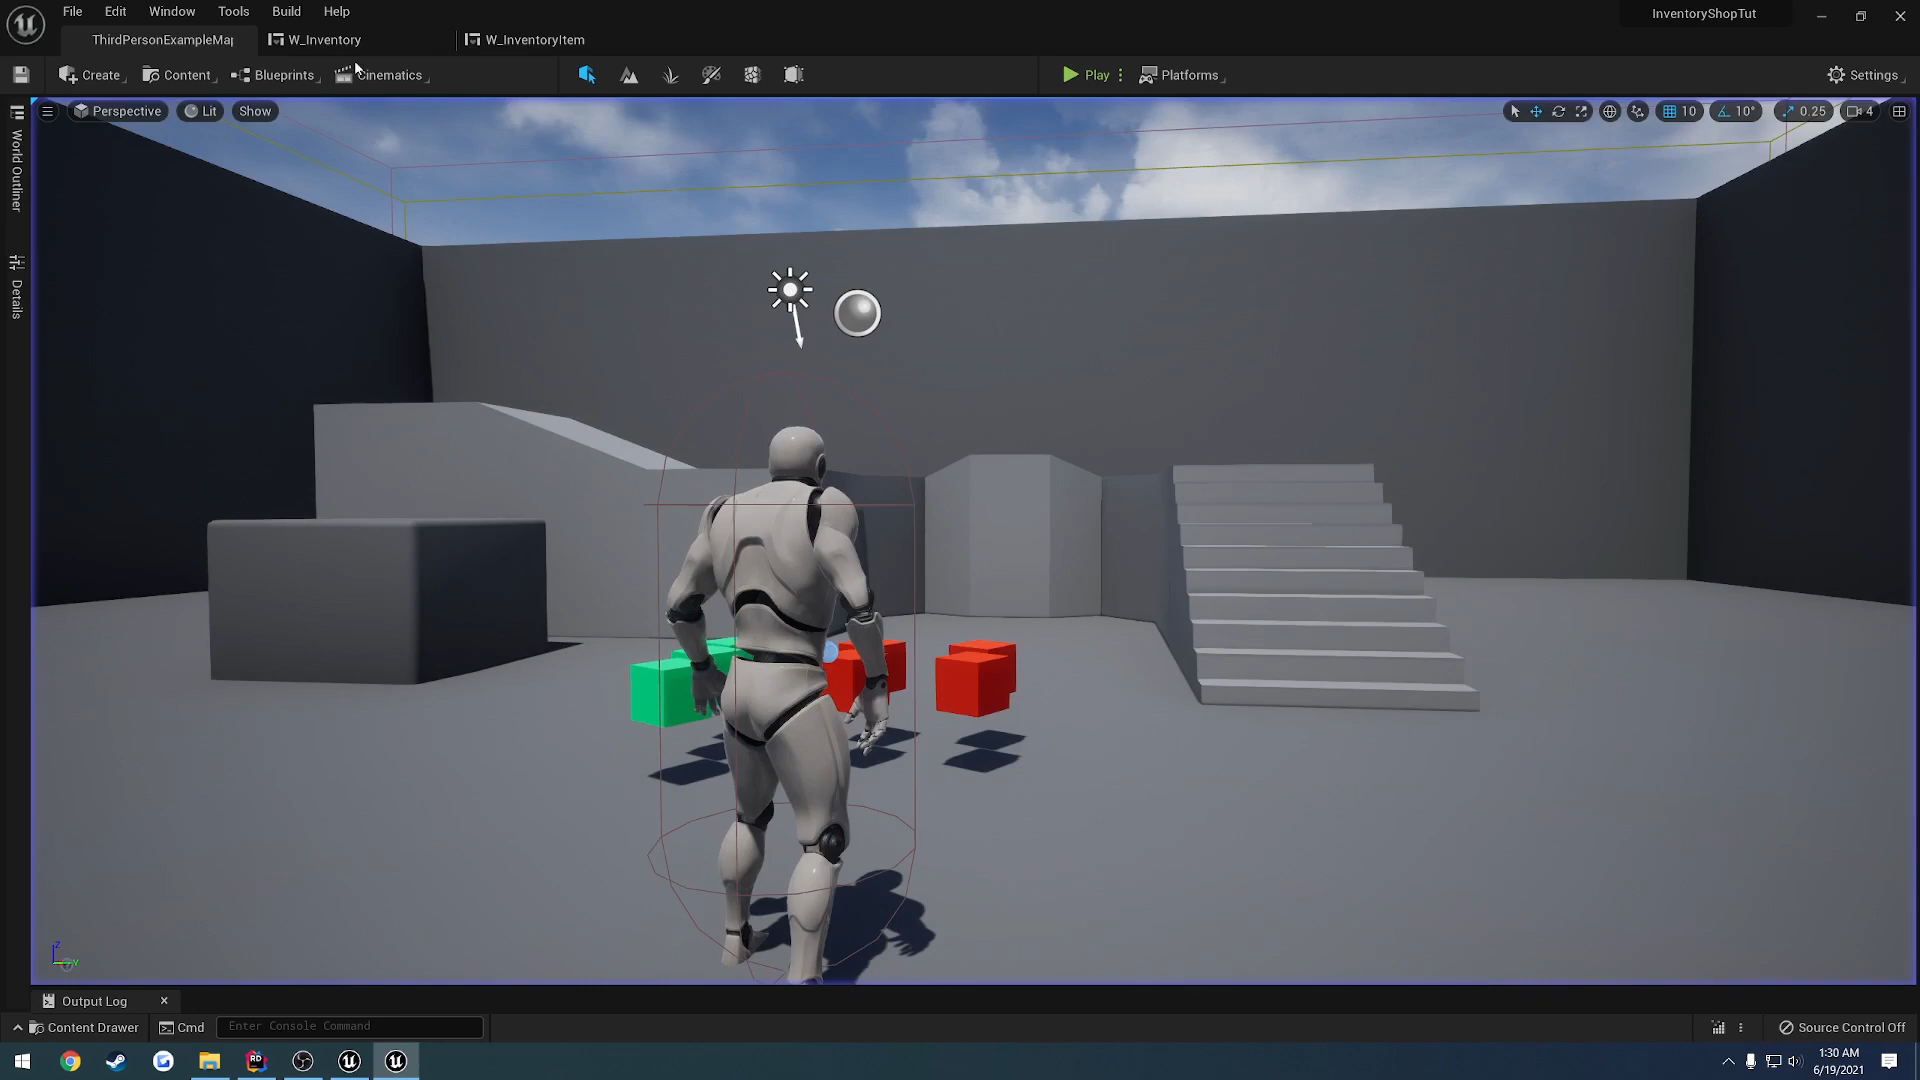 File Edit Window Tools Build Help
InventoryShopTut
ThirdPersonExampleMap
W_Inventory
W_InventoryItem
Create
Content
Blueprints
Cinematics
Play
Platforms
Settings
Perspective
Lit
Show
10
10°
0.25
4
World Outliner
Details
Z
Y
Output Log
Content Drawer
Cmd
Enter Console Command
Source Control Off
RD
1:30 AM
6/19/2021